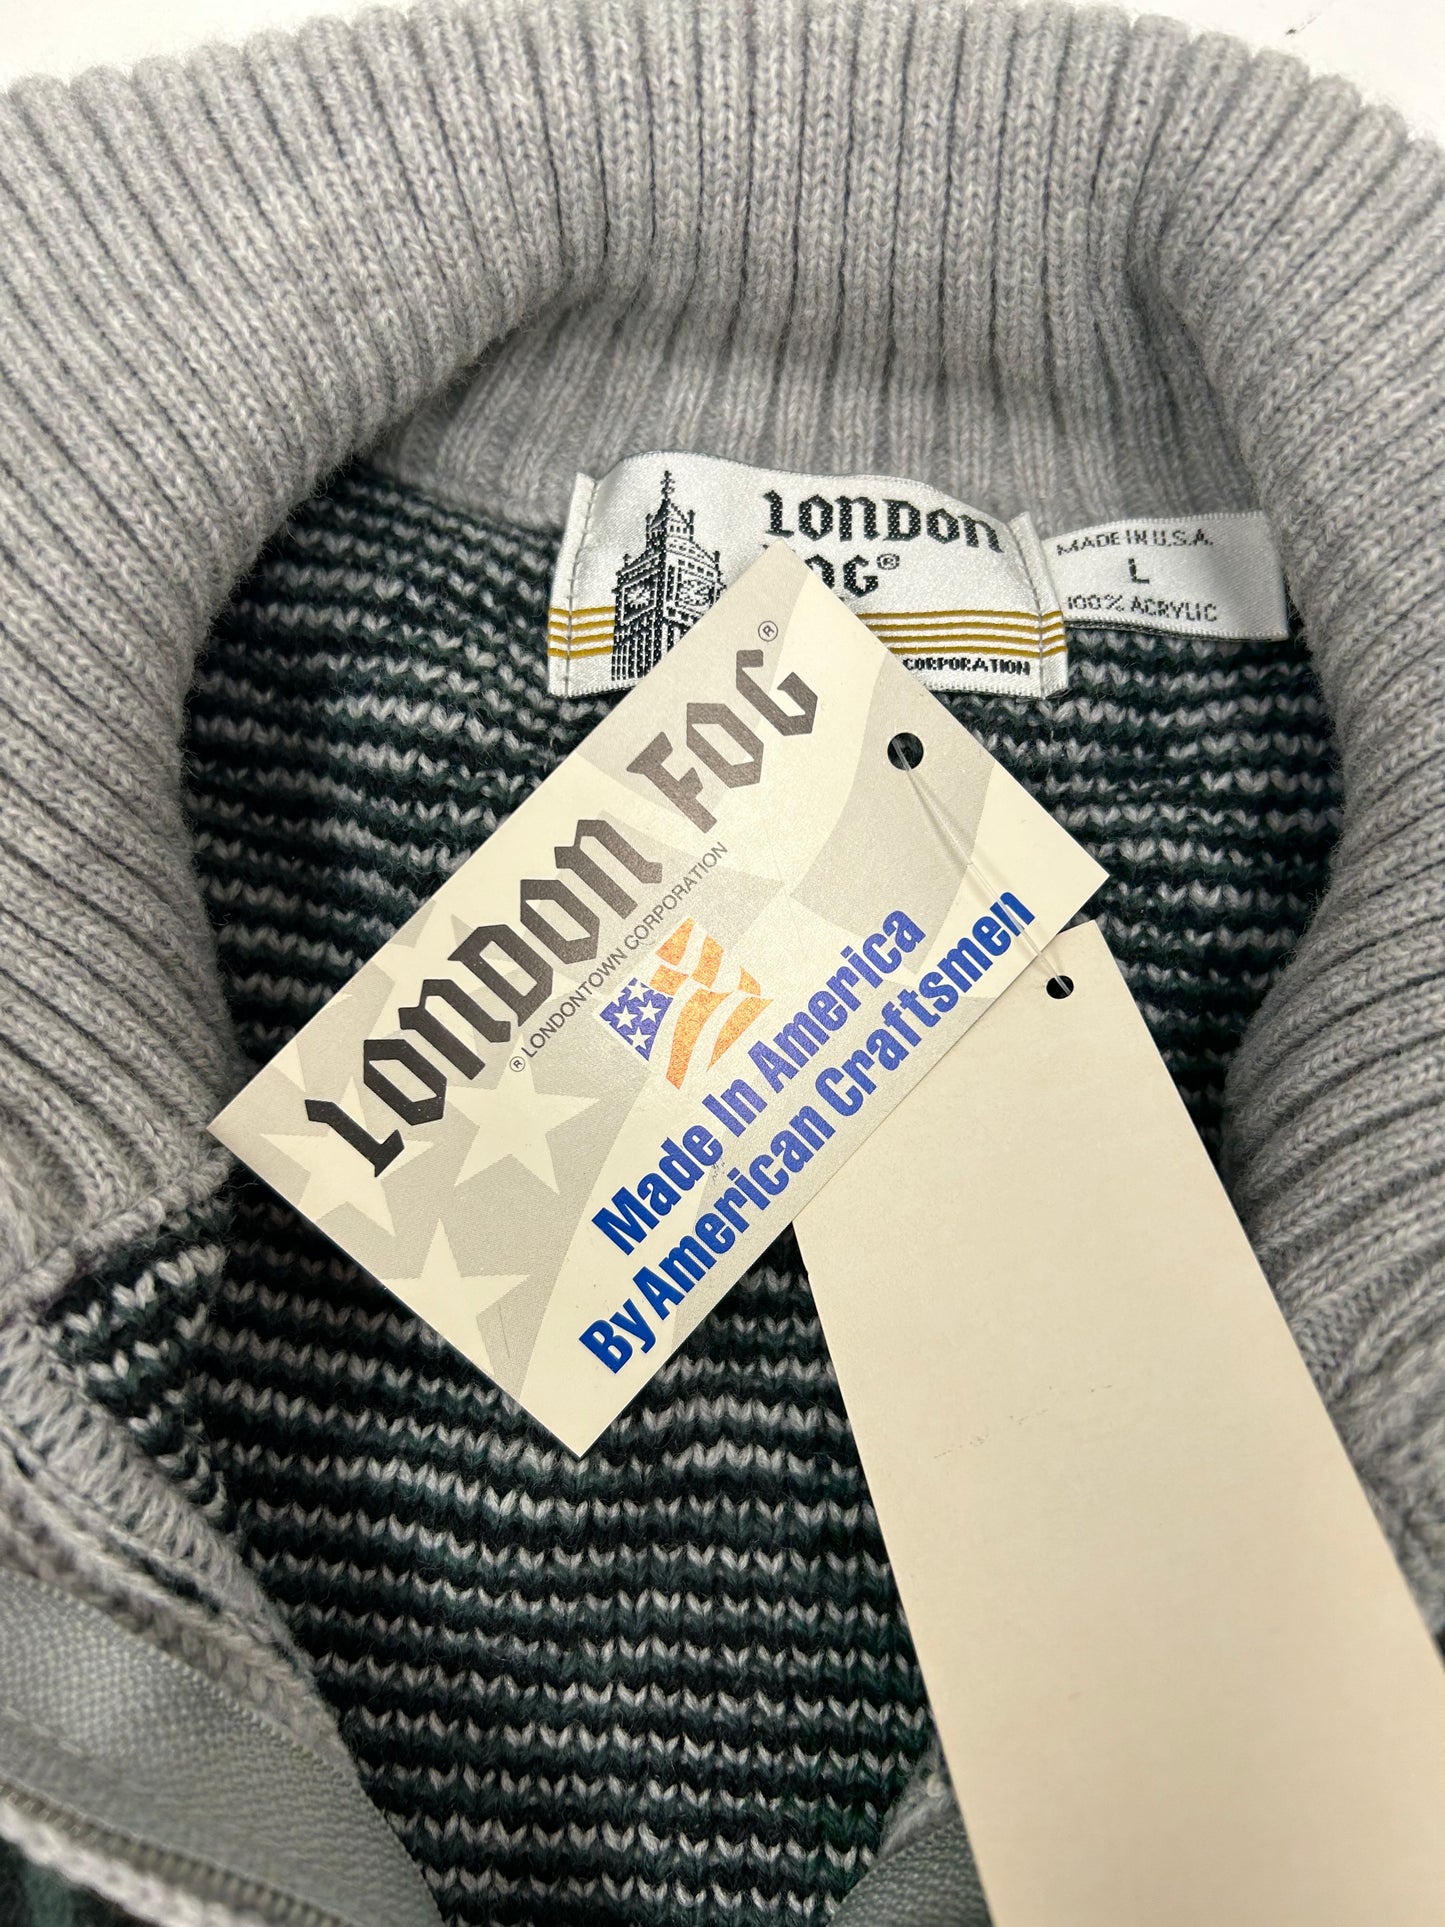 LONDON
FOG®
CORPORATION
MADE IN U.S.A.
L
100% ACRYLIC
LONDON FOG®
® LONDONTOWN CORPORATION
Made In America
By American Craftsmen